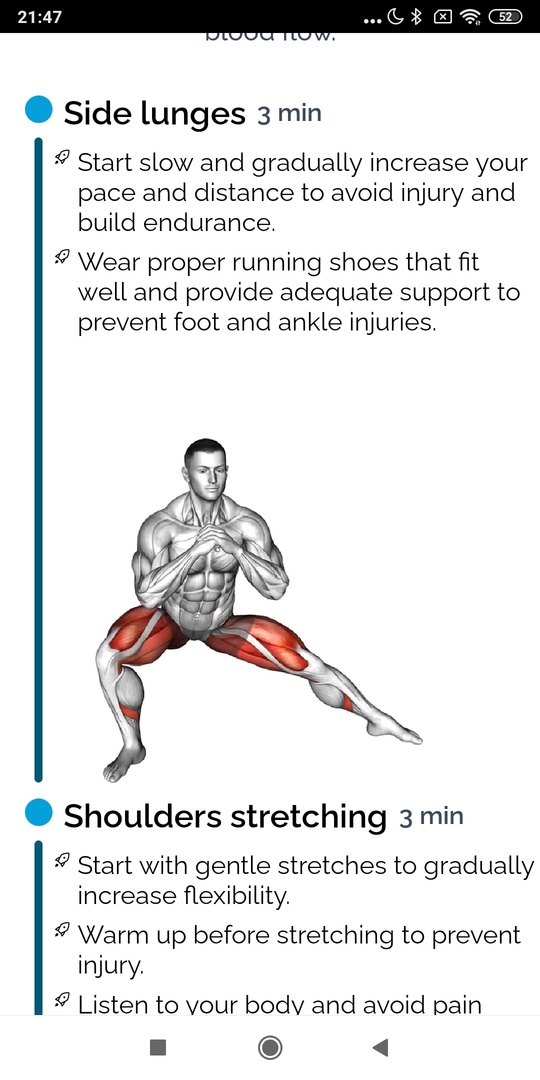 21:47
52
blood flow.
Side lunges 3 min
Start slow and gradually increase your
pace and distance to avoid injury and
build endurance.
Wear proper running shoes that fit
well and provide adequate support to
prevent foot and ankle injuries.
Shoulders stretching 3 min
Start with gentle stretches to gradually
increase flexibility.
Warm up before stretching to prevent
injury.
Listen to your body and avoid pain